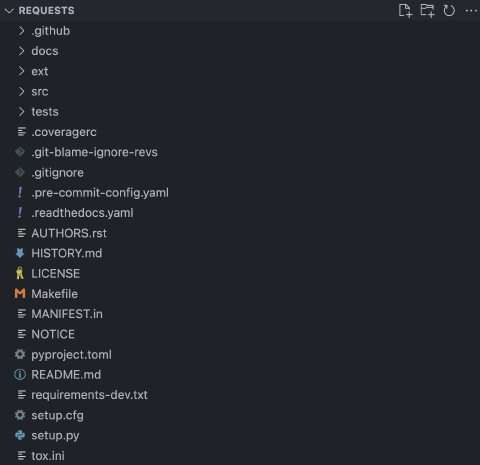 REQUESTS
.github
docs
ext
src
tests
.coveragerc
.git-blame-ignore-revs
.gitignore
.pre-commit-config.yaml
.readthedocs.yaml
AUTHORS.rst
HISTORY.md
LICENSE
Makefile
MANIFEST.in
NOTICE
pyproject.toml
README.md
requirements-dev.txt
setup.cfg
setup.py
tox.ini